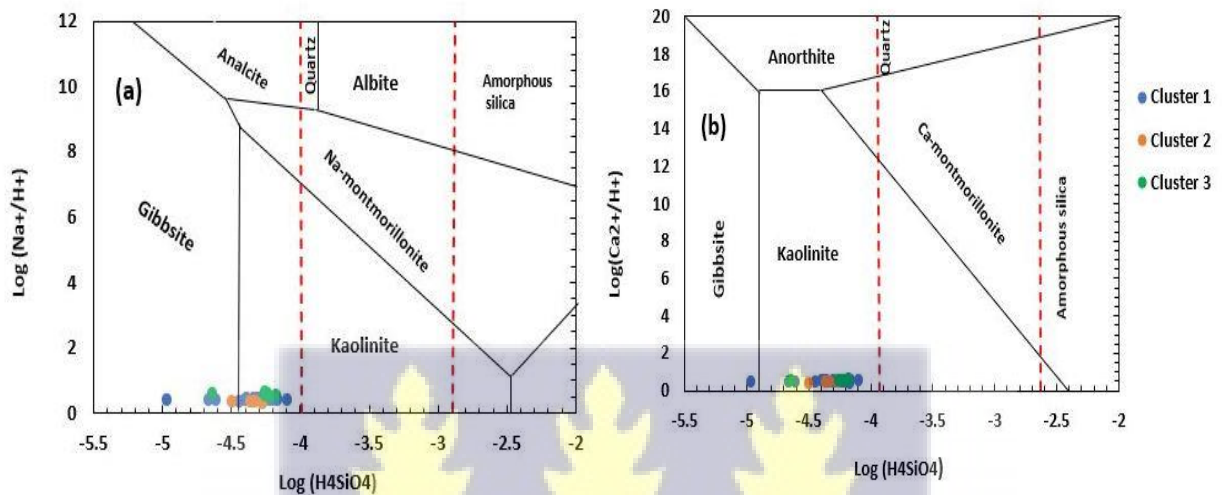 12
10
8
6
4
2
0
Log (Na+/H+)
(a)
Analcite
Quartz
Albite
Amorphous
silica
Gibbsite
Na-montmorillonite
Kaolinite
-5.5 -5 -4.5 -4 -3.5 -3 -2.5 -2
Log (H4SiO4)
20
18
16
14
12
10
8
6
4
2
0
Log(Ca2+/H+)
Anorthite
Quartz
(b)
Gibbsite
Kaolinite
Ca-montmorillonite
Amorphous silica
-5.5 -5 -4.5 -4 -3.5 -3 -2.5 -2
Log (H4SiO4)
Cluster 1
Cluster 2
Cluster 3